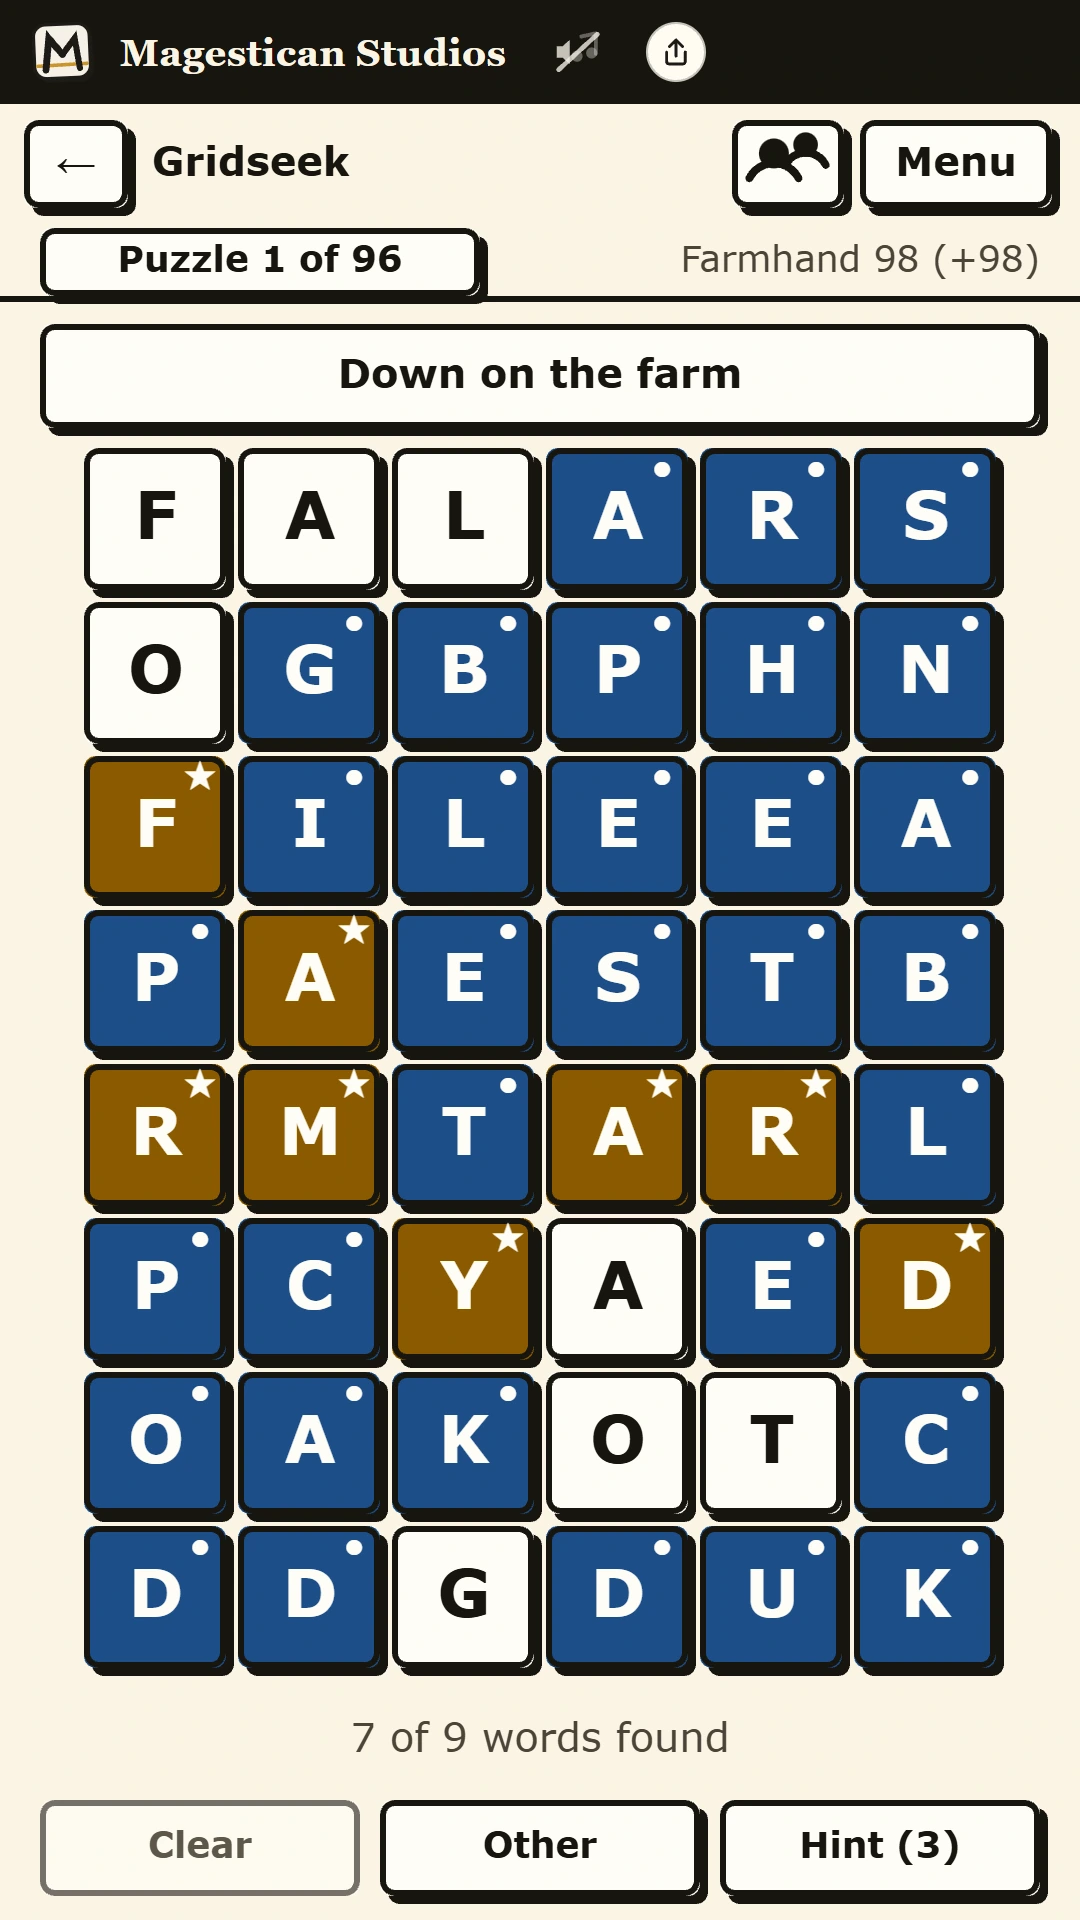 Magestican Studios
← Gridseek Menu
Puzzle 1 of 96 Farmhand 98 (+98)
Down on the farm
F A L A R S
O G B P H N
F I L E E A
P A E S T B
R M T A R L
P C Y A E D
O A K O T C
D D G D U K
7 of 9 words found
Clear Other Hint (3)